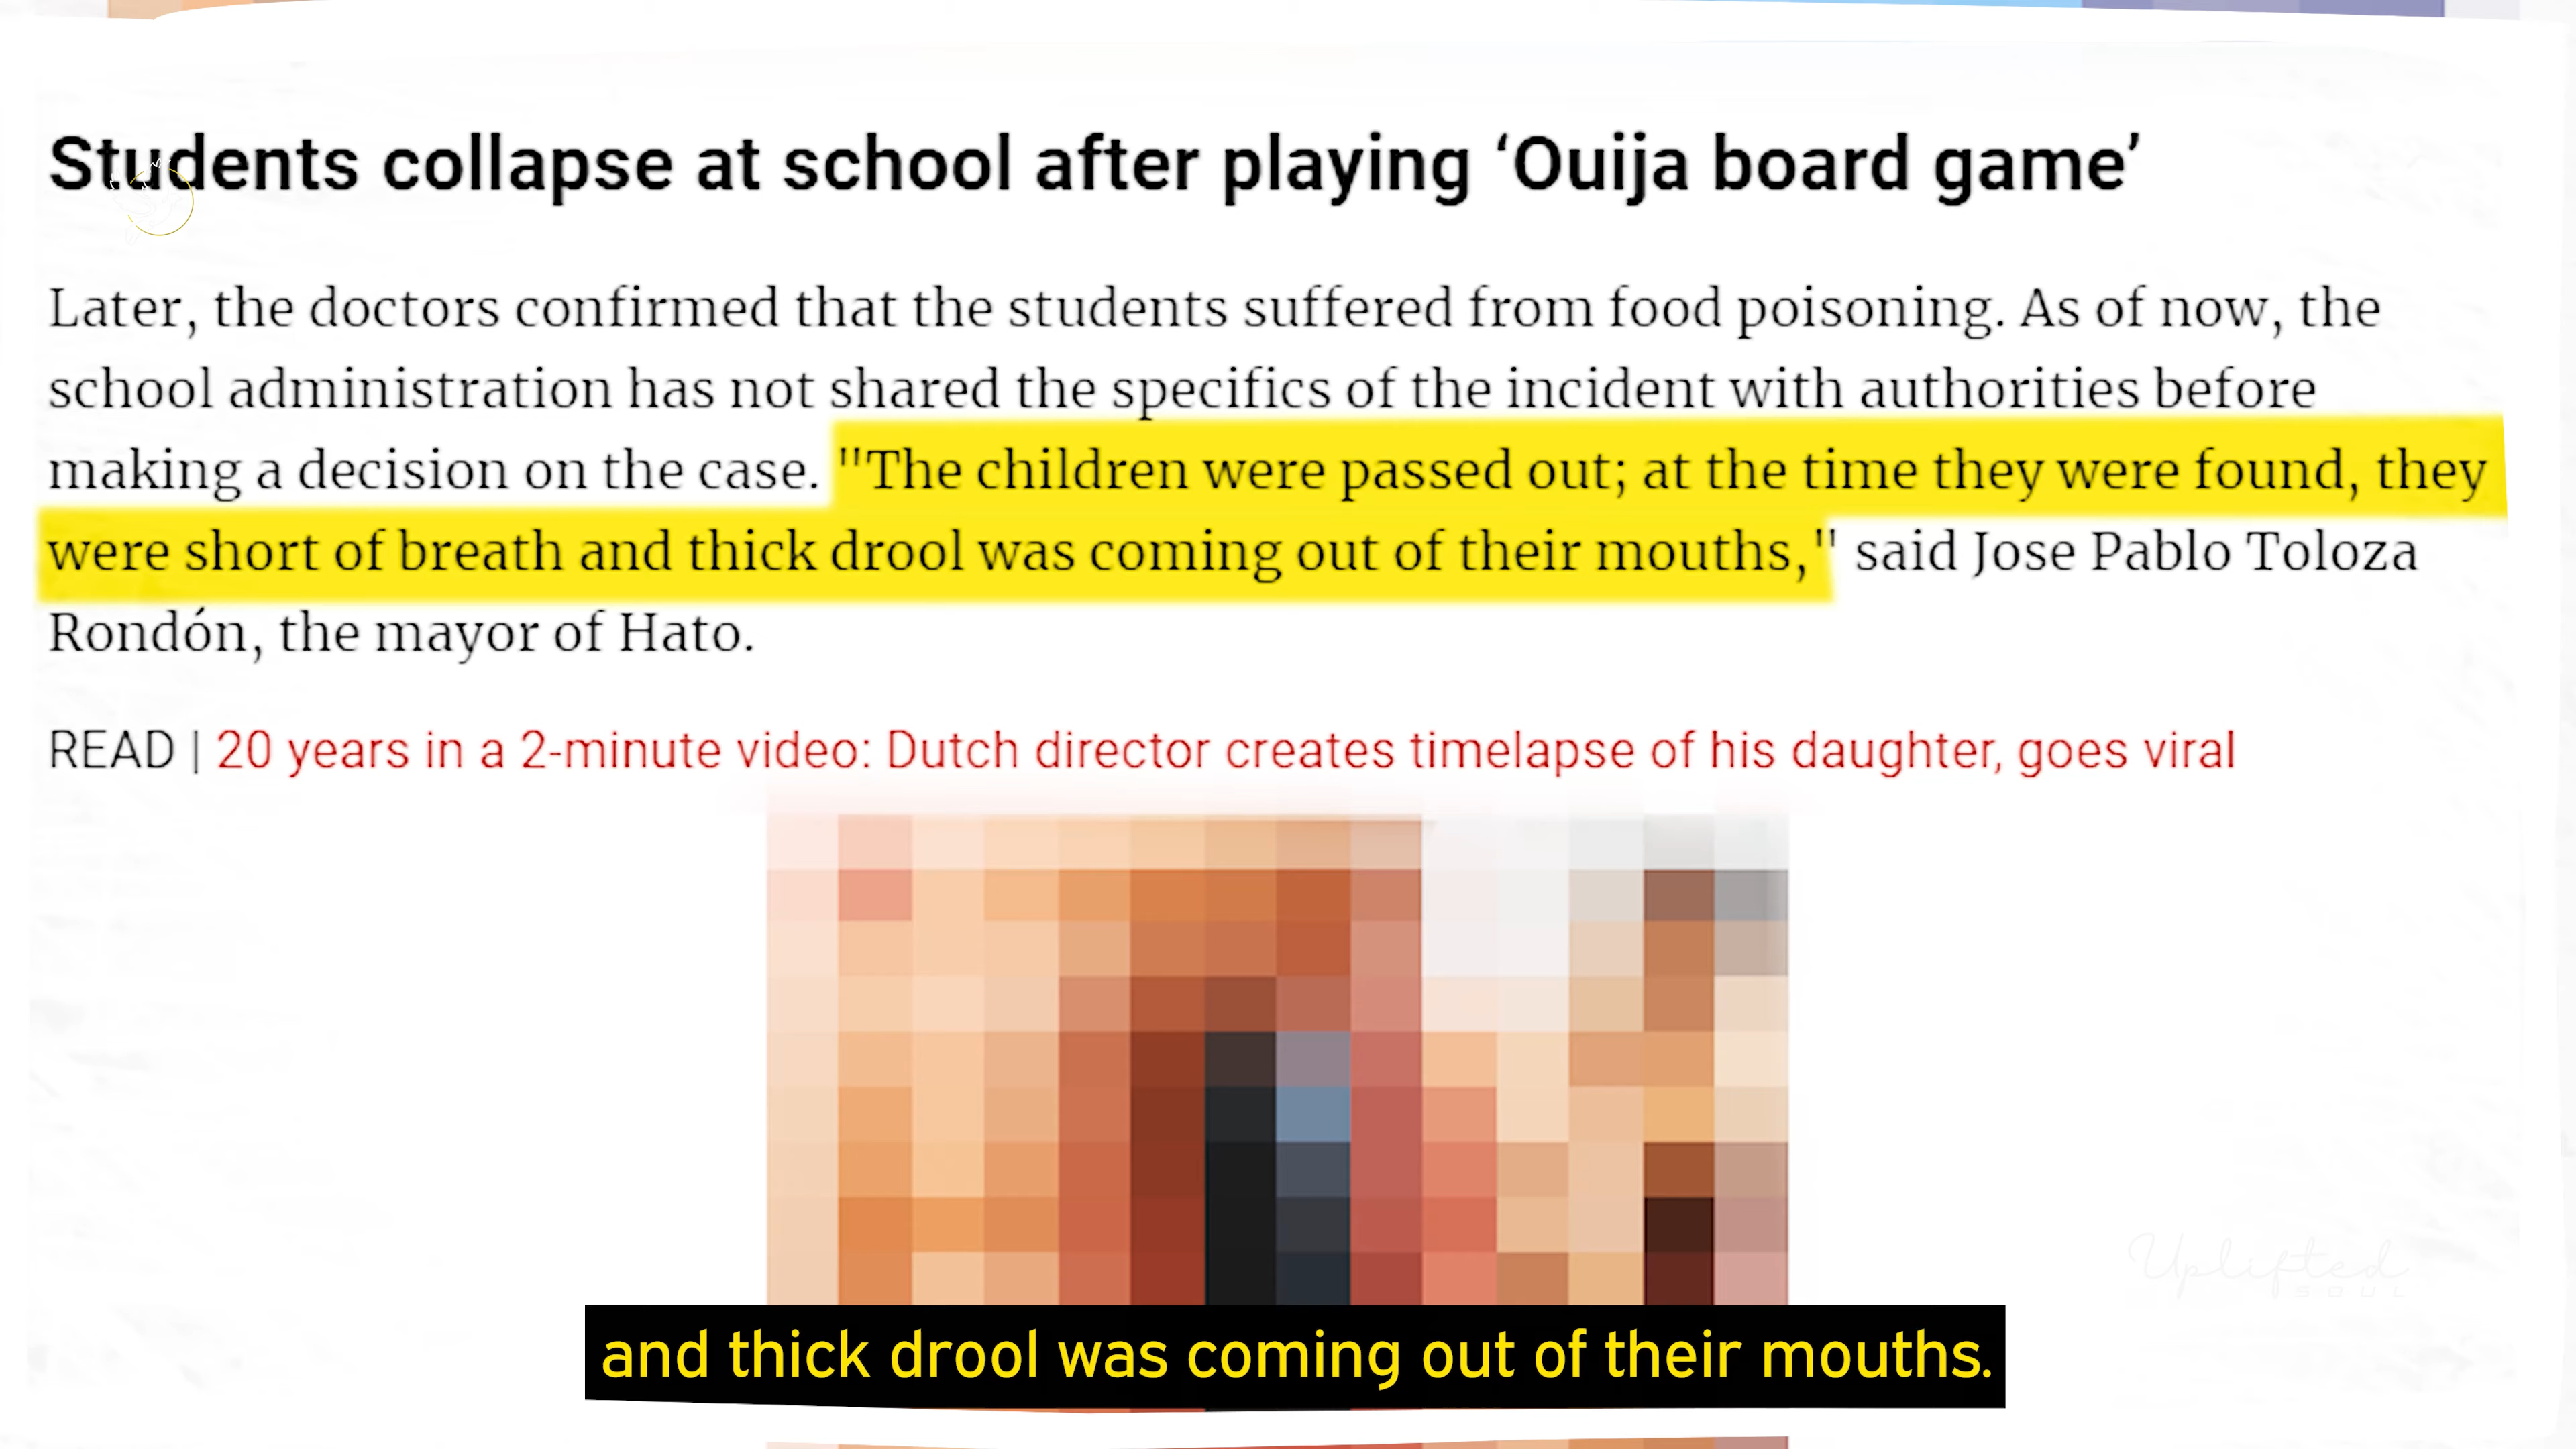 Students collapse at school after playing ‘Ouija board game’
Later, the doctors confirmed that the students suffered from food poisoning. As of now, the
school administration has not shared the specifics of the incident with authorities before
making a decision on the case. "The children were passed out; at the time they were found, they
were short of breath and thick drool was coming out of their mouths," said Jose Pablo Toloza
Rondón, the mayor of Hato.
READ | 20 years in a 2-minute video: Dutch director creates timelapse of his daughter, goes viral
Uplifted
SOUL
and thick drool was coming out of their mouths.